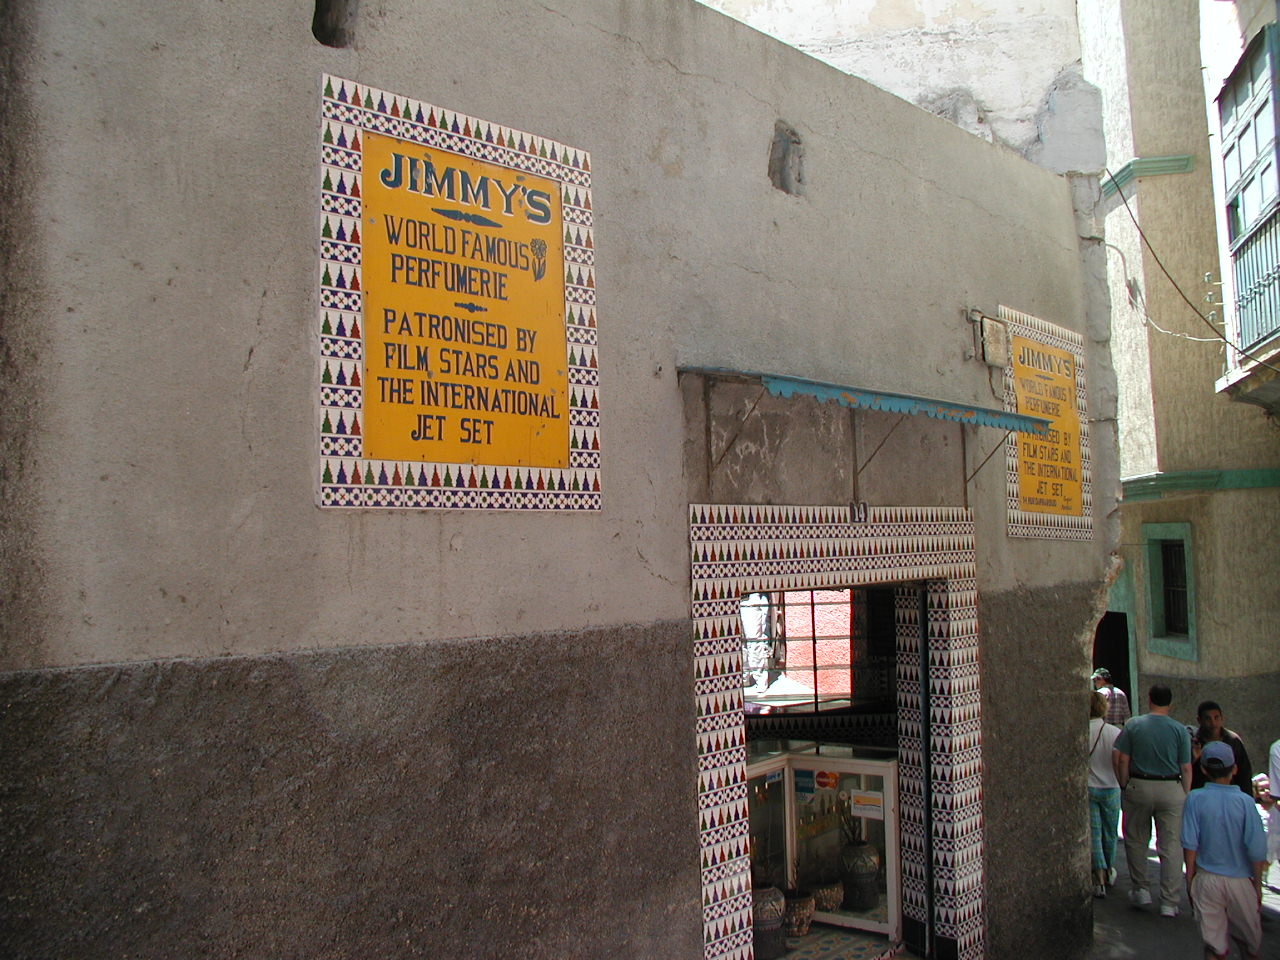 JIMMY'S
WORLD FAMOUS
PERFUMERIE
PATRONISED BY
FILM STARS AND
THE INTERNATIONAL
JET SET
JIMMY'S
WORLD FAMOUS
PERFUMERIE
PATRONISED BY
FILM STARS AND
THE INTERNATIONAL
JET SET
14